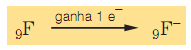 ₉F ganha 1 e⁻ ₉F⁻